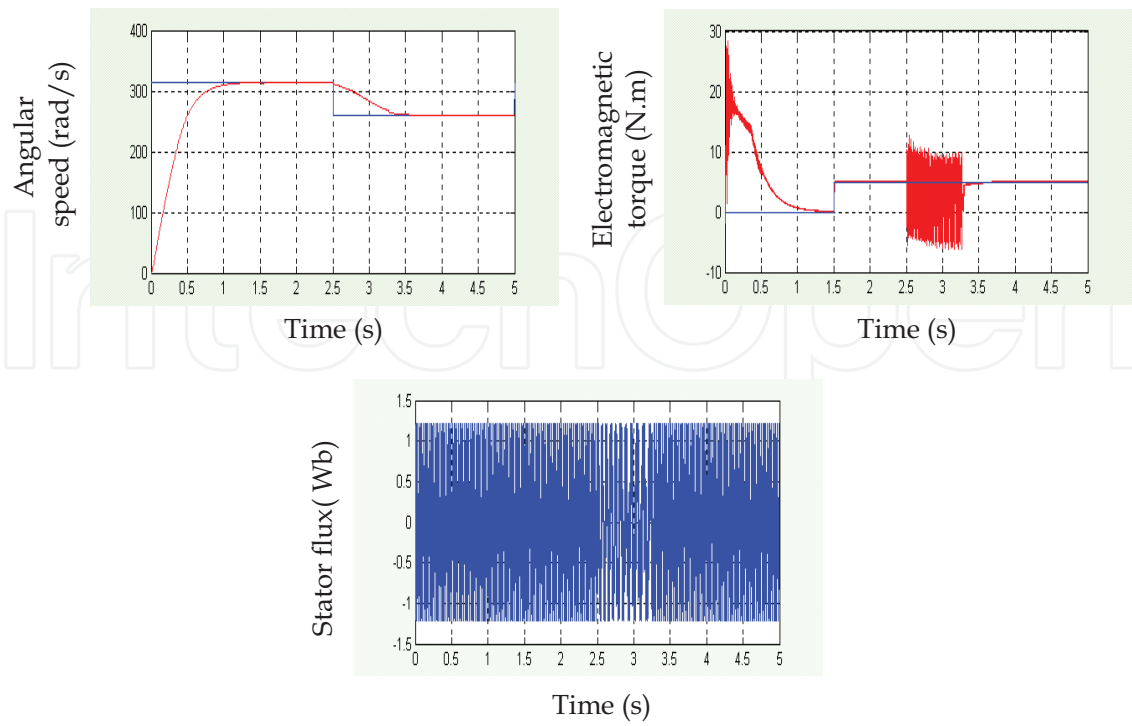 Angular
speed (rad/s)
400
300
200
100
0
0 0.5 1 1.5 2 2.5 3 3.5 4 4.5 5
Time (s)
Electromagnetic
torque (N.m)
30
20
10
0
-10
0 0.5 1 1.5 2 2.5 3 3.5 4 4.5 5
Time (s)
IntechOpen
Stator flux( Wb)
1.5
1
0.5
0
-0.5
-1
-1.5
0 0.5 1 1.5 2 2.5 3 3.5 4 4.5 5
Time (s)